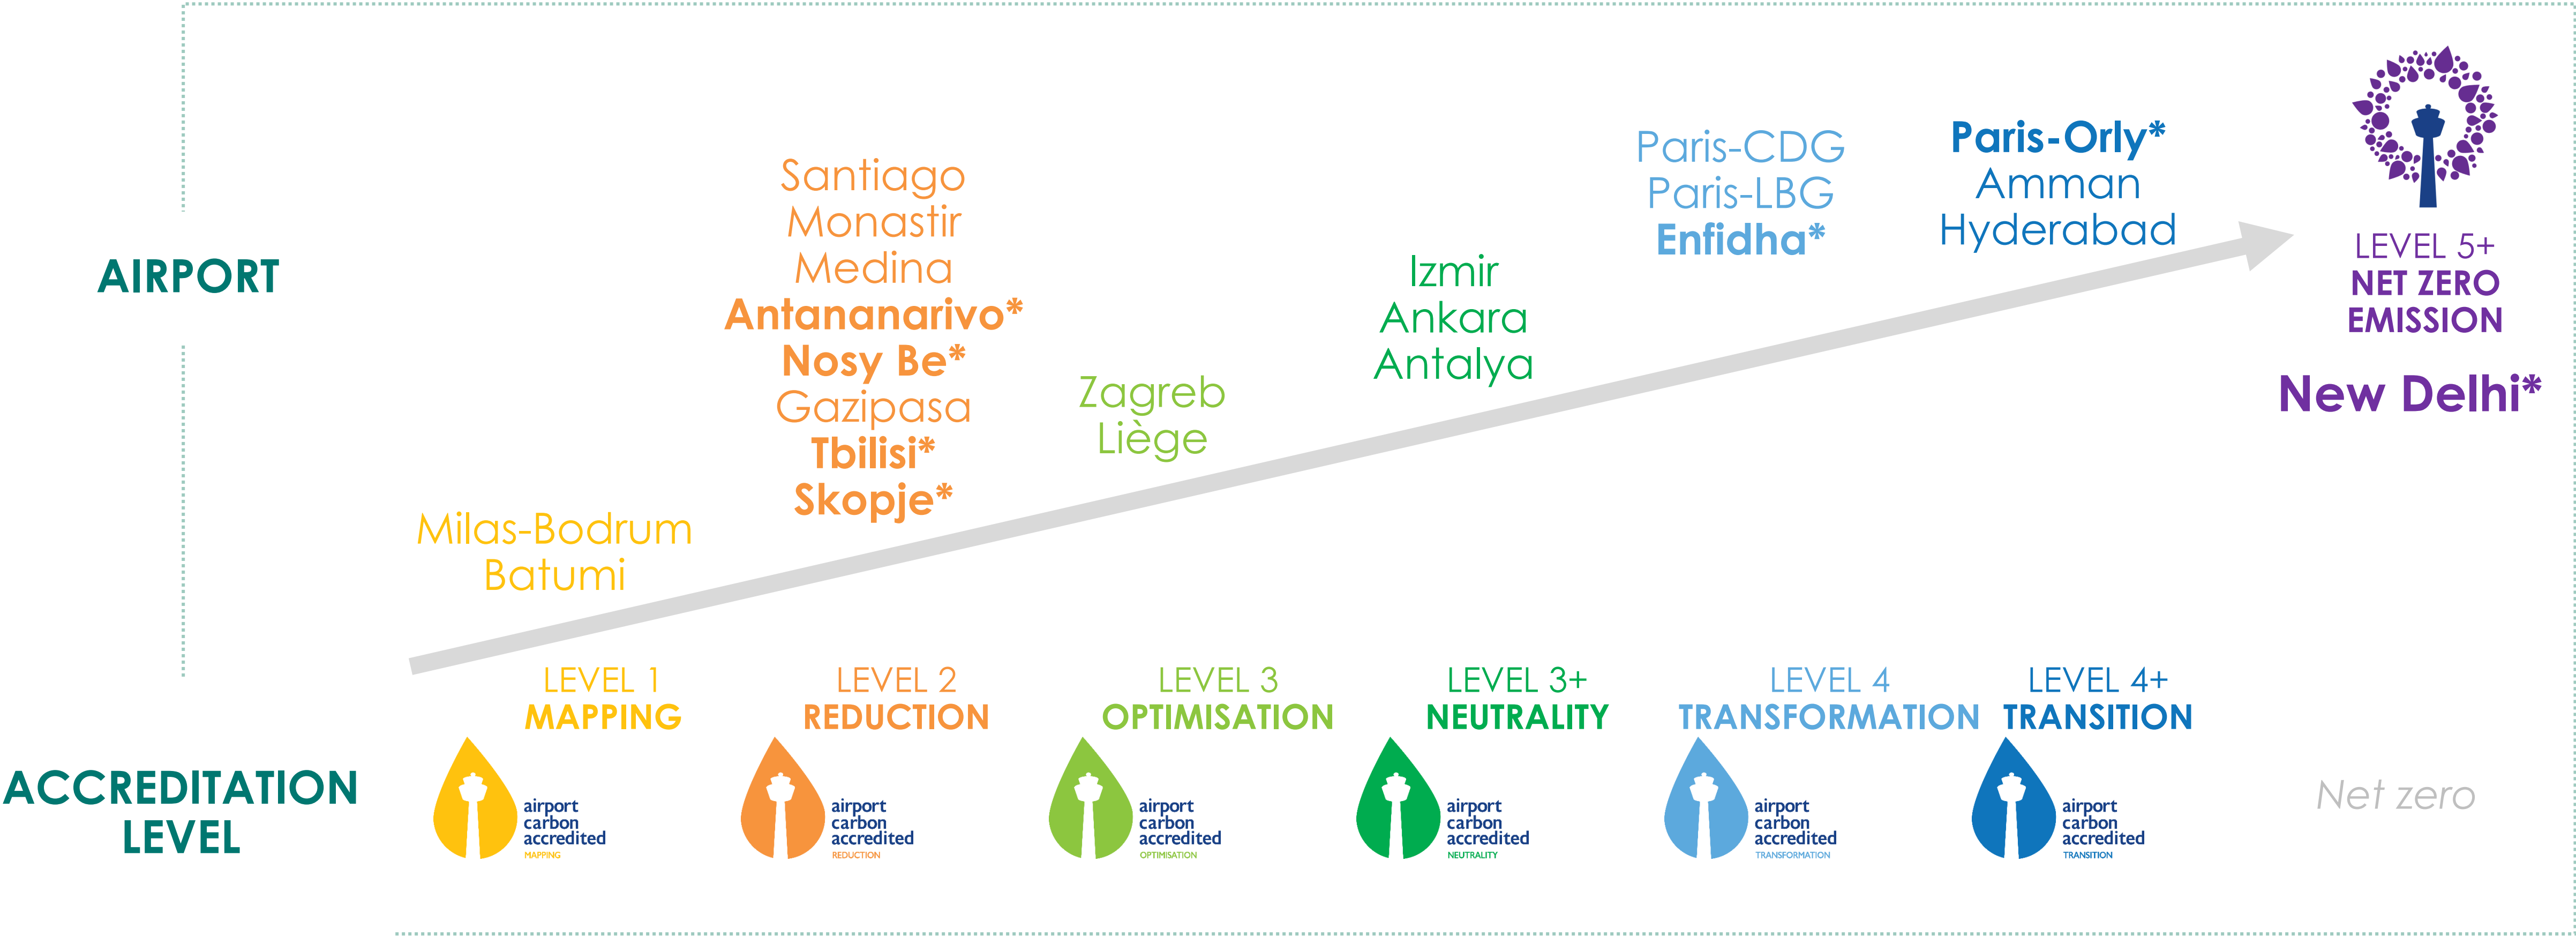 AIRPORT
Milas-Bodrum
Batumi
Santiago
Monastir
Medina
Antananarivo*
Nosy Be*
Gazipasa
Tbilisi*
Skopje*
Zagreb
Liège
Izmir
Ankara
Antalya
Paris-CDG
Paris-LBG
Enfidha*
Paris-Orly*
Amman
Hyderabad
LEVEL 5+
NET ZERO
EMISSION
New Delhi*
ACCREDITATION
LEVEL
LEVEL 1
MAPPING
airport
carbon
accredited
MAPPING
LEVEL 2
REDUCTION
airport
carbon
accredited
REDUCTION
LEVEL 3
OPTIMISATION
airport
carbon
accredited
OPTIMISATION
LEVEL 3+
NEUTRALITY
airport
carbon
accredited
NEUTRALITY
LEVEL 4
TRANSFORMATION
airport
carbon
accredited
TRANSFORMATION
LEVEL 4+
TRANSITION
airport
carbon
accredited
TRANSITION
Net zero